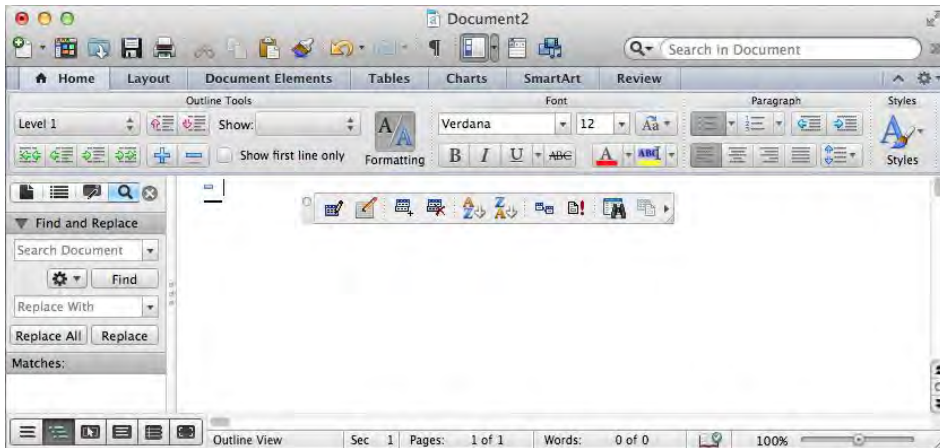 Document2
Search in Document
Home Layout Document Elements Tables Charts SmartArt Review
Outline Tools Font Paragraph Styles
Level 1 Show: Verdana 12 Aa
Show first line only Formatting B I U ABC A ABC Styles
Find and Replace
Search Document
Find
Replace With
Replace All Replace
Matches:
Outline View Sec 1 Pages: 1 of 1 Words: 0 of 0 100%